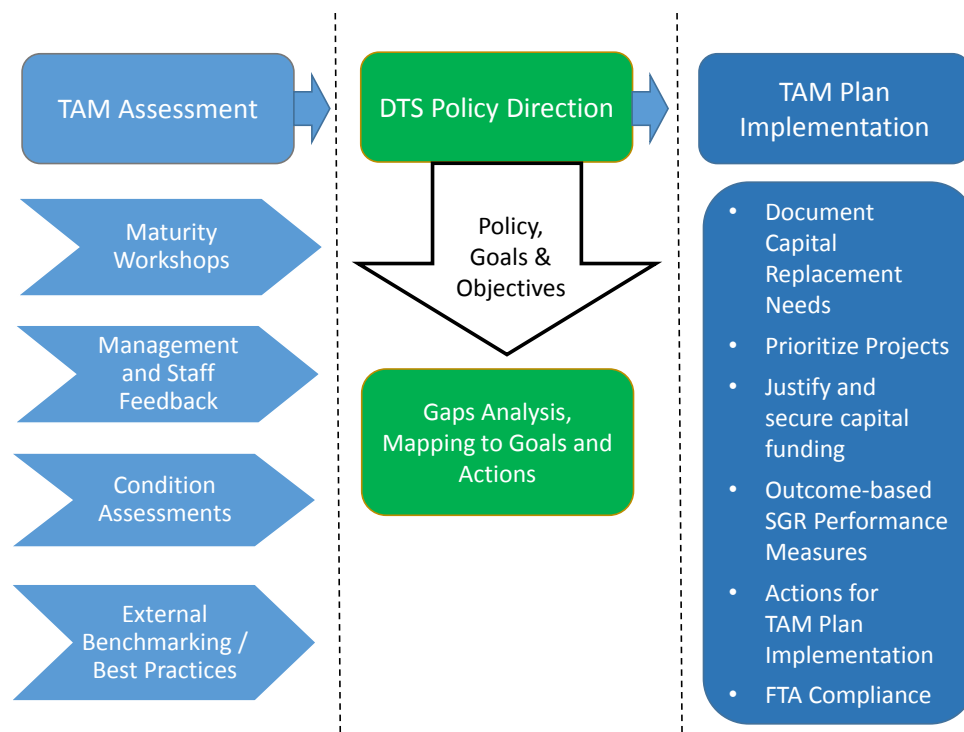 TAM Assessment
Maturity
Workshops
Management
and Staff
Feedback
Condition
Assessments
External
Benchmarking /
Best Practices
DTS Policy Direction
Policy,
Goals &
Objectives
Gaps Analysis,
Mapping to Goals and
Actions
TAM Plan
Implementation
• Document
Capital
Replacement
Needs
• Prioritize Projects
• Justify and
secure capital
funding
• Outcome-based
SGR Performance
Measures
• Actions for
TAM Plan
Implementation
• FTA Compliance